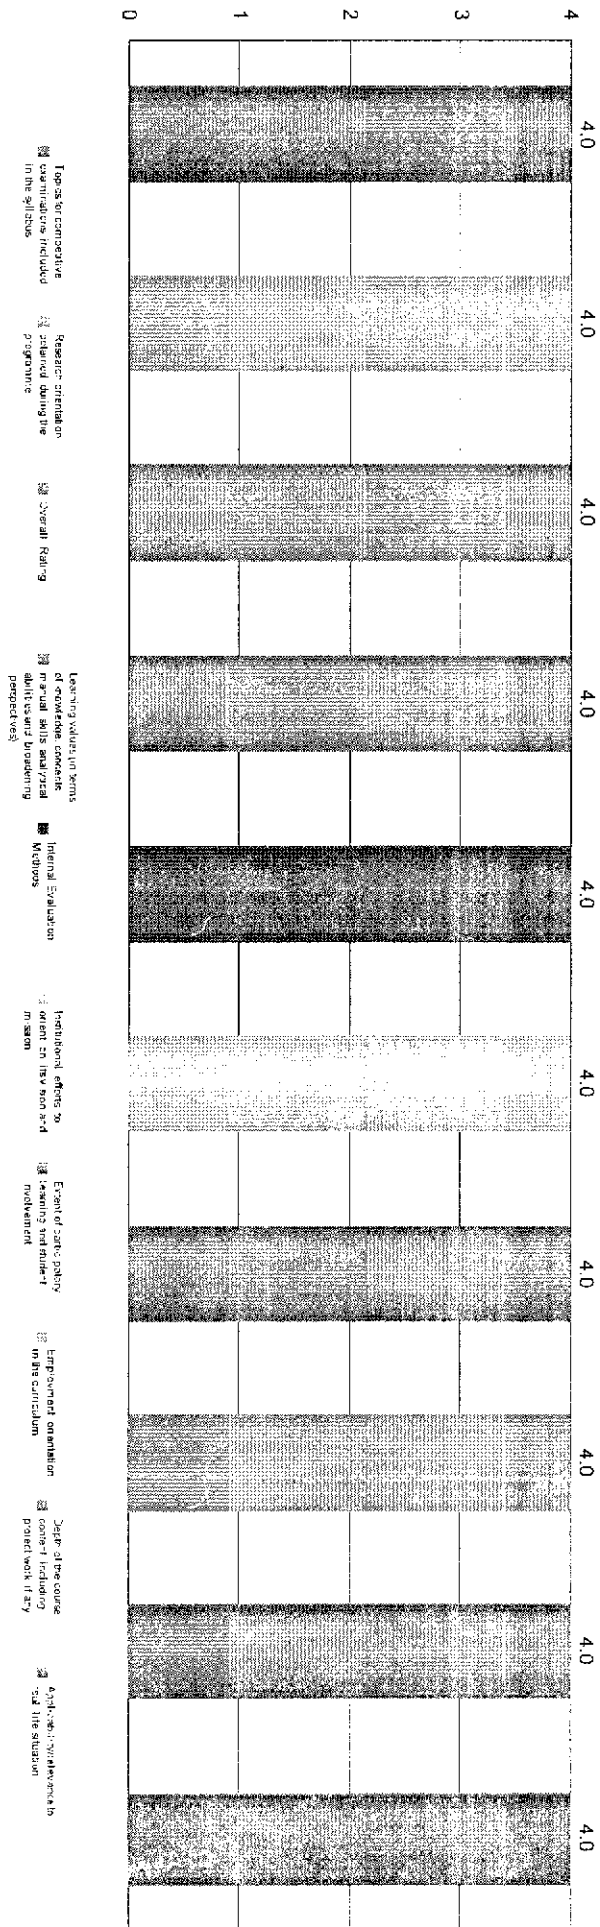 4
3
2
1
0
4.0
4.0
4.0
4.0
4.0
4.0
4.0
4.0
4.0
4.0
Topics for competitive
examinations included
in the syllabus
Research orientation
obtained during the
programme
Overall Rating
Learning values (in terms
of knowledge, concepts
manual skills analytical
abilities and broadening
perspectives)
Internal Evaluation
Methods
Institutional efforts to
orient on its vision and
mission
Extent of participatory
learning and student
involvement
Employment orientation
in the curriculum
Depth of the course
content including
project work if any
Applicability/relevance to
real life situation